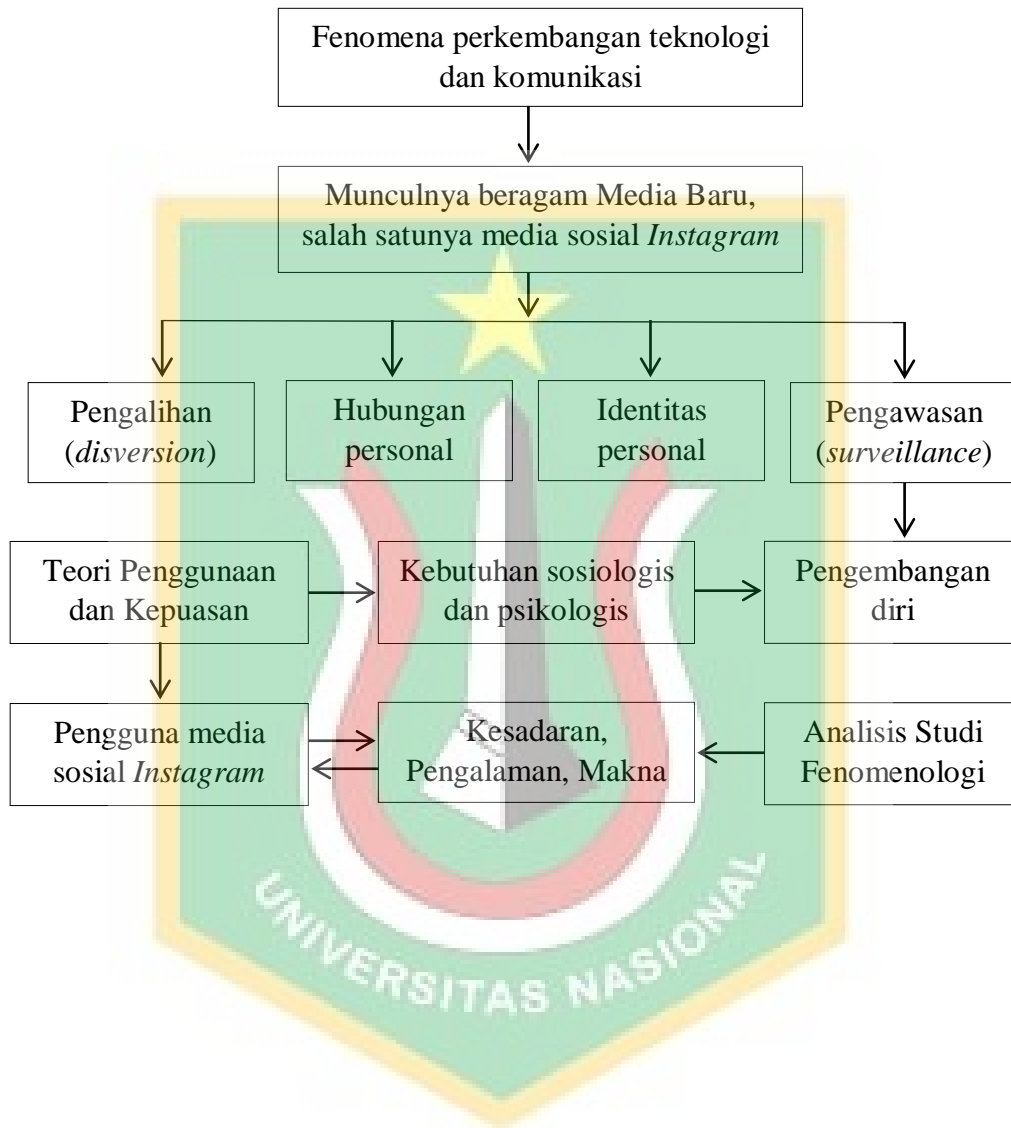 Fenomena perkembangan teknologi
dan komunikasi
Munculnya beragam Media Baru,
salah satunya media sosial Instagram
Pengalihan
(disversion)
Hubungan
personal
Identitas
personal
Pengawasan
(surveillance)
Teori Penggunaan
dan Kepuasan
Kebutuhan sosiologis
dan psikologis
Pengembangan
diri
Pengguna media
sosial Instagram
Kesadaran,
Pengalaman, Makna
Analisis Studi
Fenomenologi
UNIVERSITAS NASIONAL